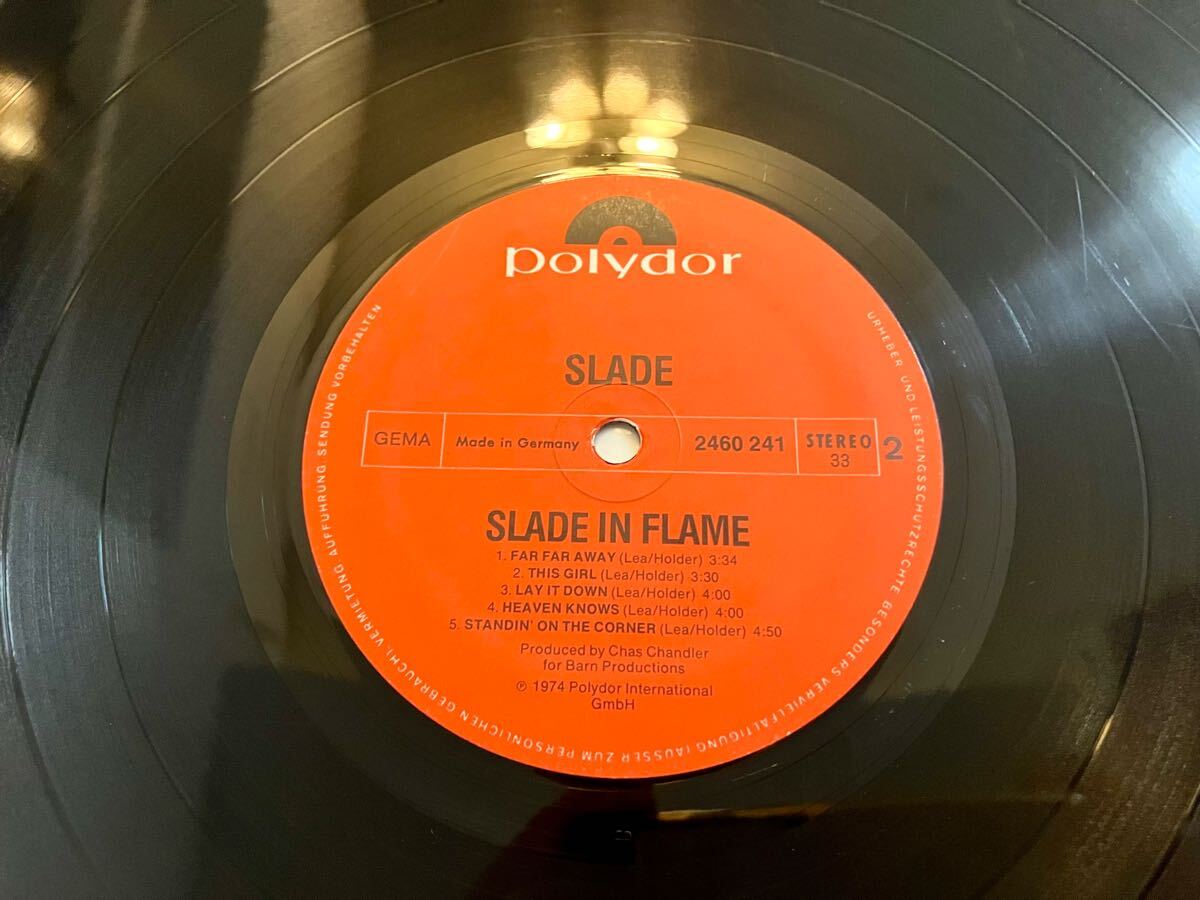 polydor
SLADE
GEMA
Made in Germany
2460 241
STEREO
33
2
SLADE IN FLAME
1. FAR FAR AWAY (Lea/Holder) 3:34
2. THIS GIRL (Lea/Holder) 3:30
3. LAY IT DOWN (Lea/Holder) 4:00
4. HEAVEN KNOWS (Lea/Holder) 4:00
5. STANDIN' ON THE CORNER (Lea/Holder) 4:50
Produced by Chas Chandler
for Barn Productions
℗ 1974 Polydor International
GmbH
URHEBER- UND LEISTUNGSSCHUTZRECHTE BESONDERS VERVIELFÄLTIGUNG (AUSSER ZUM PERSÖNLICHEN GEBRAUCH), VERMIETUNG, AUFFÜHRUNG, SENDUNG VORBEHALTEN